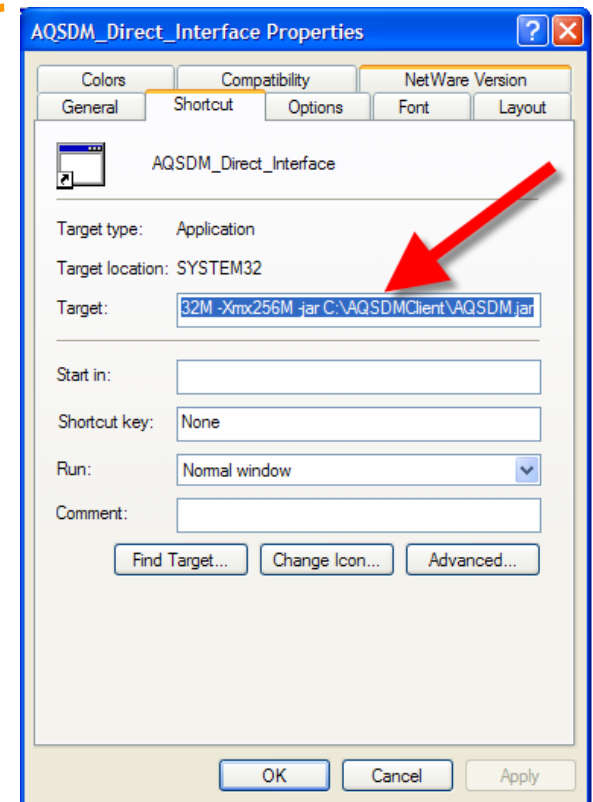 AQSDM_Direct_Interface Properties
Colors Compatibility NetWare Version
General Shortcut Options Font Layout
AQSDM_Direct_Interface
Target type: Application
Target location: SYSTEM32
Target: 32M -Xmx256M -jar C:\AQSDMClient\AQSDM.jar
Start in:
Shortcut key: None
Run: Normal window
Comment:
Find Target... Change Icon... Advanced...
OK Cancel Apply